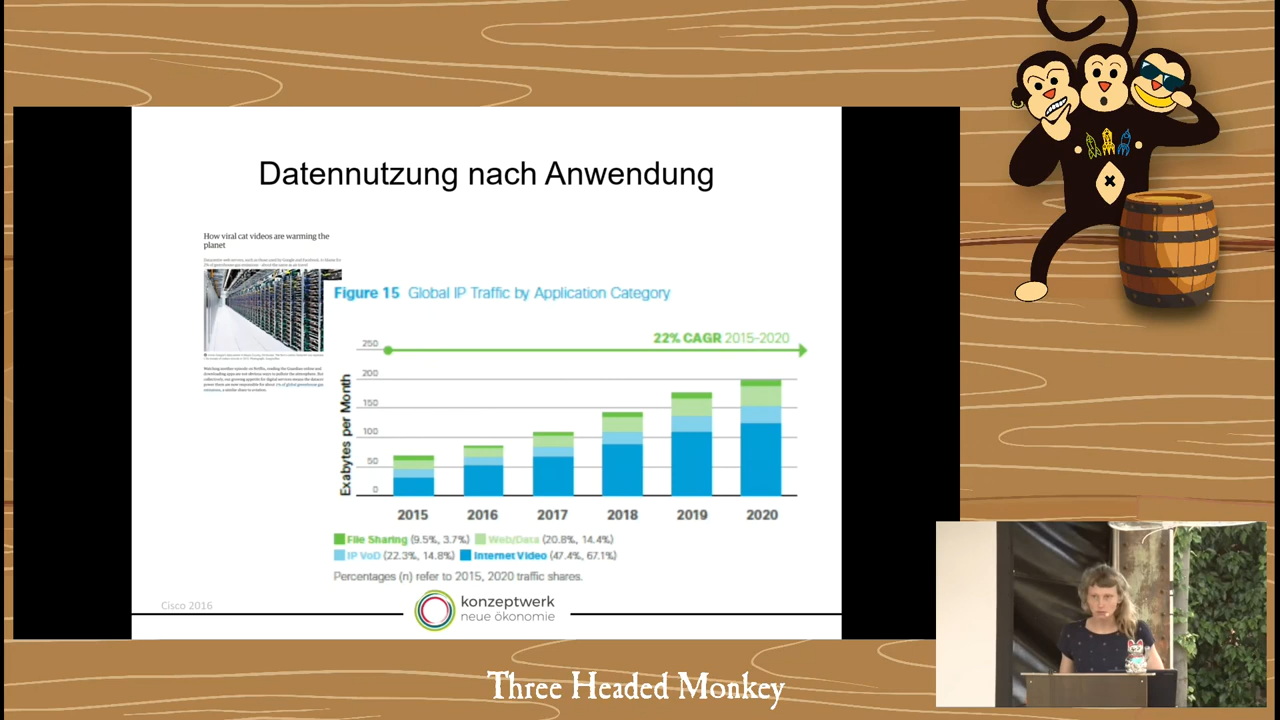 Datennutzung nach Anwendung
How viral cat videos are warming the
planet
Figure 15 Global IP Traffic by Application Category
22% CAGR 2015-2020
250
200
150
100
50
0
Exabytes per Month
2015 2016 2017 2018 2019 2020
File Sharing (9.5%, 3.7%) Web/Data (20.8%, 14.4%)
IP VoD (22.3%, 14.8%) Internet Video (47.4%, 67.1%)
Percentages (n) refer to 2015, 2020 traffic shares.
Cisco 2016
konzeptwerk
neue ökonomie
Three Headed Monkey